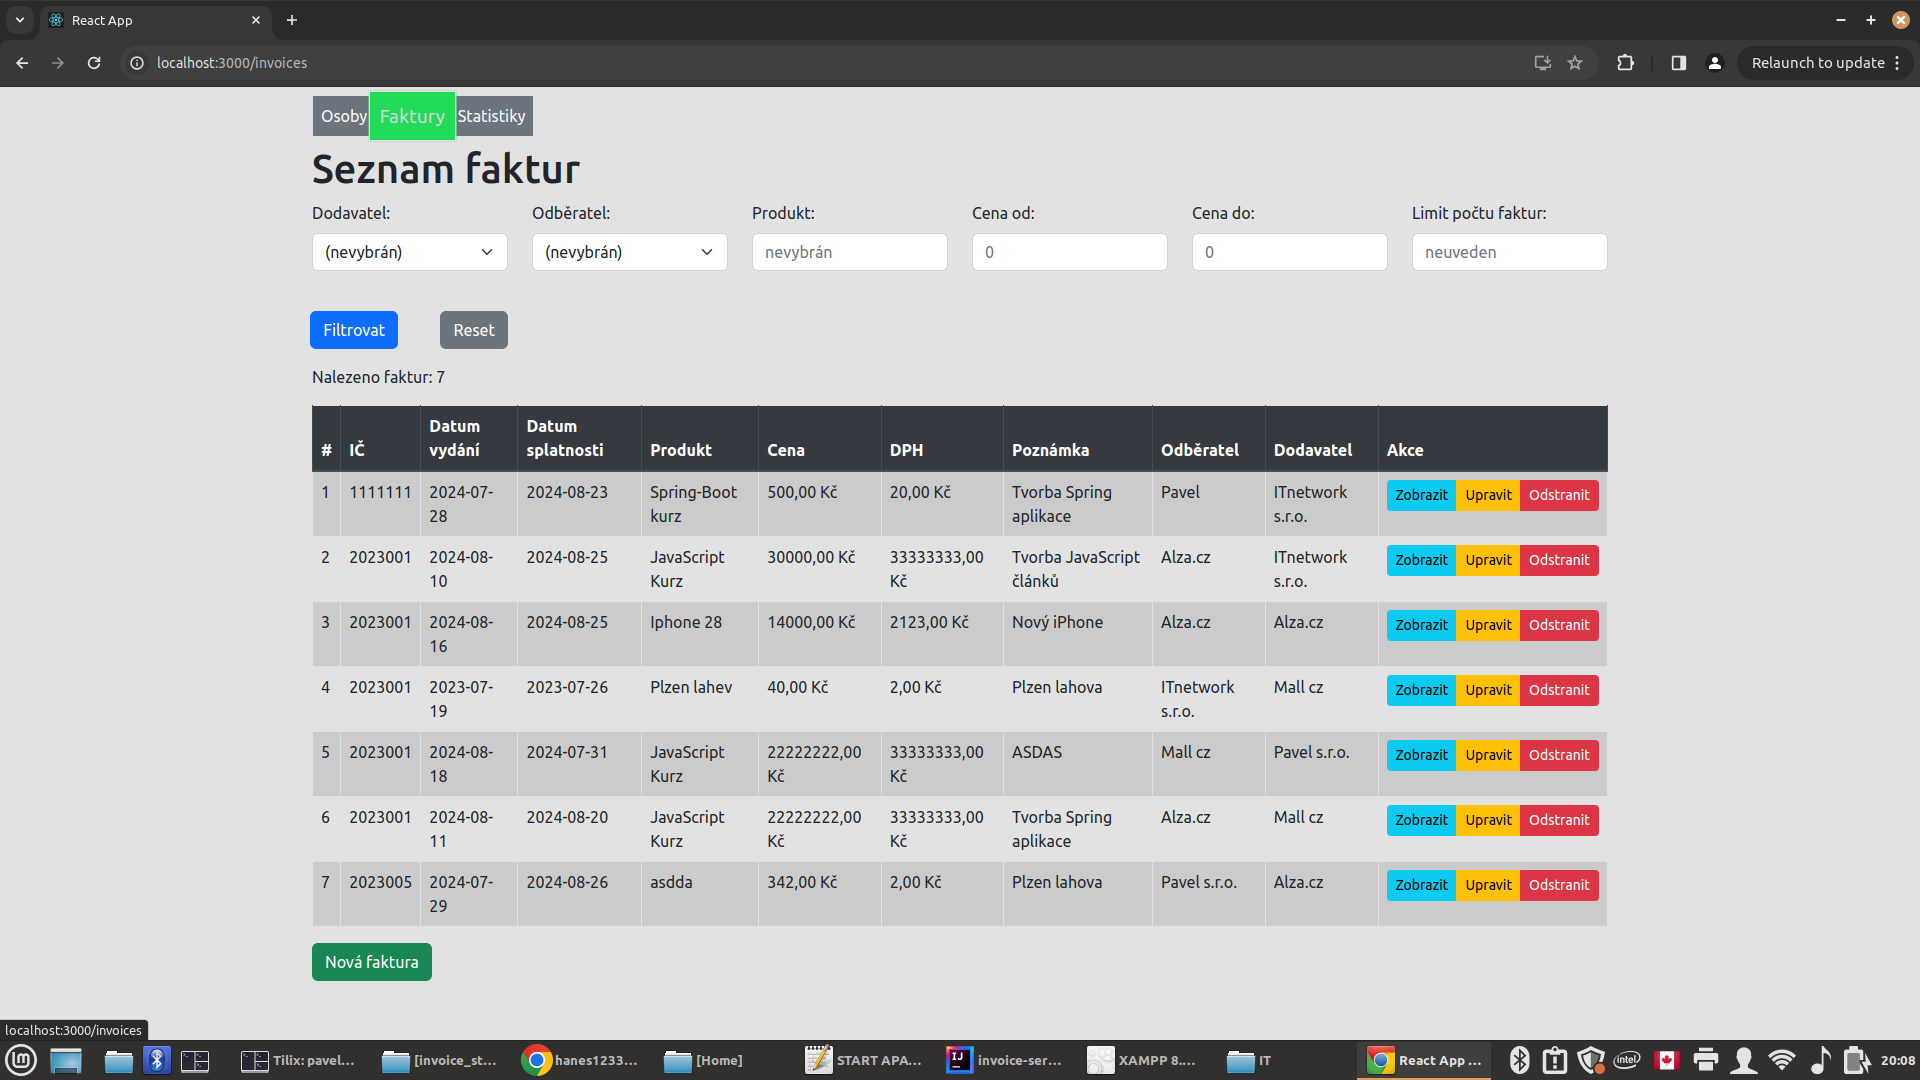 React App
localhost:3000/invoices
Relaunch to update
Osoby Faktury Statistiky
Seznam faktur
Dodavatel: Odběratel: Produkt: Cena od: Cena do: Limit počtu faktur:
(nevybrán) (nevybrán) nevybrán 0 0 neuveden
Filtrovat Reset
Nalezeno faktur: 7
# IČ Datum vydání Datum splatnosti Produkt Cena DPH Poznámka Odběratel Dodavatel Akce
1 1111111 2024-07-28 2024-08-23 Spring-Boot kurz 500,00 Kč 20,00 Kč Tvorba Spring aplikace Pavel ITnetwork s.r.o. Zobrazit Upravit Odstranit
2 2023001 2024-08-10 2024-08-25 JavaScript Kurz 30000,00 Kč 33333333,00 Kč Tvorba JavaScript článků Alza.cz ITnetwork s.r.o. Zobrazit Upravit Odstranit
3 2023001 2024-08-16 2024-08-25 Iphone 28 14000,00 Kč 2123,00 Kč Nový iPhone Alza.cz Alza.cz Zobrazit Upravit Odstranit
4 2023001 2023-07-19 2023-07-26 Plzen lahev 40,00 Kč 2,00 Kč Plzen lahova ITnetwork s.r.o. Mall cz Zobrazit Upravit Odstranit
5 2023001 2024-08-18 2024-07-31 JavaScript Kurz 22222222,00 Kč 33333333,00 Kč ASDAS Mall cz Pavel s.r.o. Zobrazit Upravit Odstranit
6 2023001 2024-08-11 2024-08-20 JavaScript Kurz 22222222,00 Kč 33333333,00 Kč Tvorba Spring aplikace Alza.cz Mall cz Zobrazit Upravit Odstranit
7 2023005 2024-07-29 2024-08-26 asdda 342,00 Kč 2,00 Kč Plzen lahova Pavel s.r.o. Alza.cz Zobrazit Upravit Odstranit
Nová faktura
localhost:3000/invoices
Tilix: pavel... [invoice_st... hanes1233... [Home] START APA... IJ invoice-ser... XAMPP 8.... IT React App ... intel 20:08